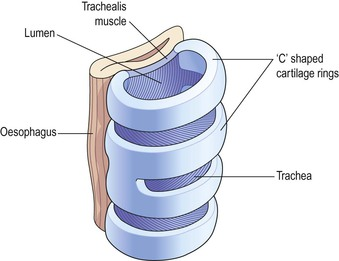 Trachealis
muscle
Lumen
‘C’ shaped
cartilage rings
Oesophagus
Trachea